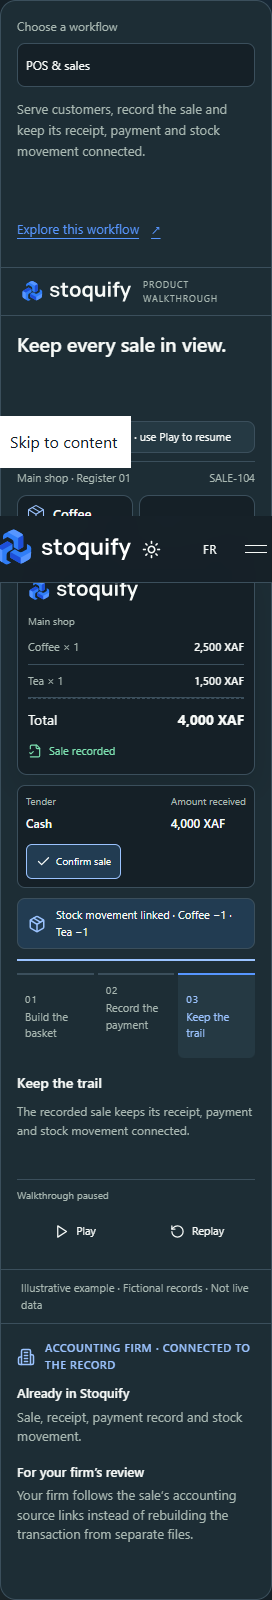 Choose a workflow
POS & sales
Serve customers, record the sale and
keep its receipt, payment and stock
movement connected.
Explore this workflow ↗
stoquify
PRODUCT
WALKTHROUGH
Keep every sale in view.
Skip to content
· use Play to resume
Main shop · Register 01
SALE-104
Coffee
stoquify
FR
stoquify
Main shop
Coffee × 1
2,500 XAF
Tea × 1
1,500 XAF
Total
4,000 XAF
Sale recorded
Tender
Amount received
Cash
4,000 XAF
Confirm sale
Stock movement linked · Coffee −1 ·
Tea −1
01
Build the
basket
02
Record the
payment
03
Keep the
trail
Keep the trail
The recorded sale keeps its receipt, payment
and stock movement connected.
Walkthrough paused
Play
Replay
Illustrative example · Fictional records · Not live
data
ACCOUNTING FIRM · CONNECTED TO
THE RECORD
Already in Stoquify
Sale, receipt, payment record and stock
movement.
For your firm's review
Your firm follows the sale's accounting
source links instead of rebuilding the
transaction from separate files.